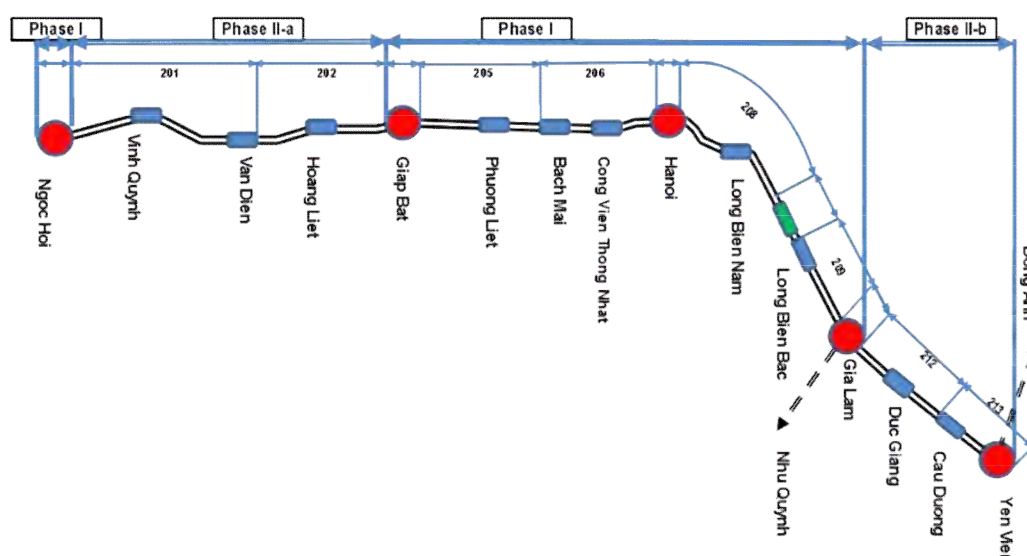 Phase I
Phase II-a
Phase I
Phase II-b
201
202
205
206
208
209
212
213
Ngoc Hoi
Vinh Quynh
Van Dien
Hoang Liet
Giap Bat
Phuong Liet
Bach Mai
Cong Vien Thong Nhat
Hanoi
Long Bien Nam
Long Bien Bac
Gia Lam
Nhu Quynh
Duc Giang
Cau Duong
Yen Vien